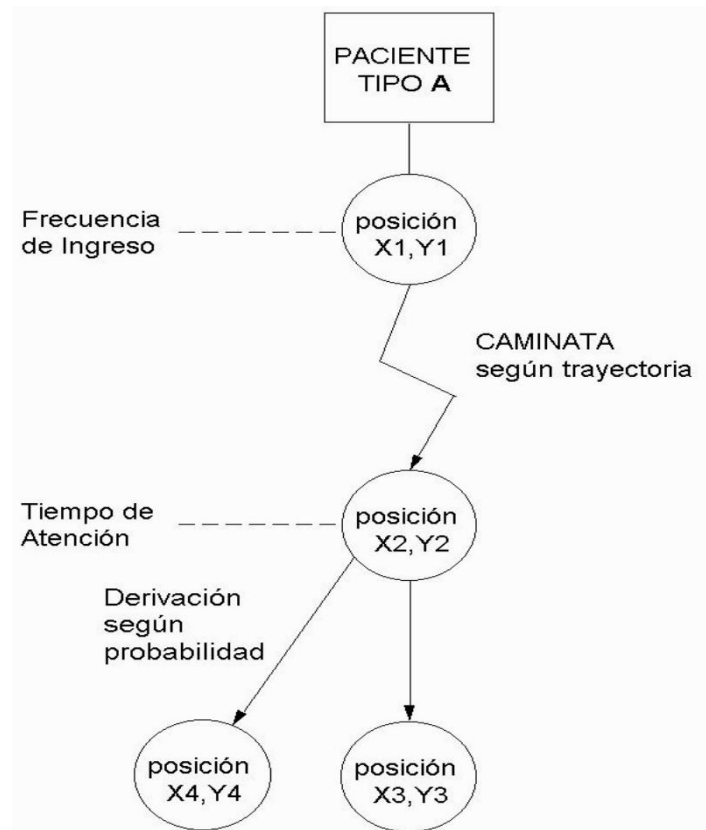 PACIENTE
TIPO A
Frecuencia
de Ingreso
posición
X1,Y1
CAMINATA
según trayectoria
Tiempo de
Atención
posición
X2,Y2
Derivación
según
probabilidad
posición
X4,Y4
posición
X3,Y3